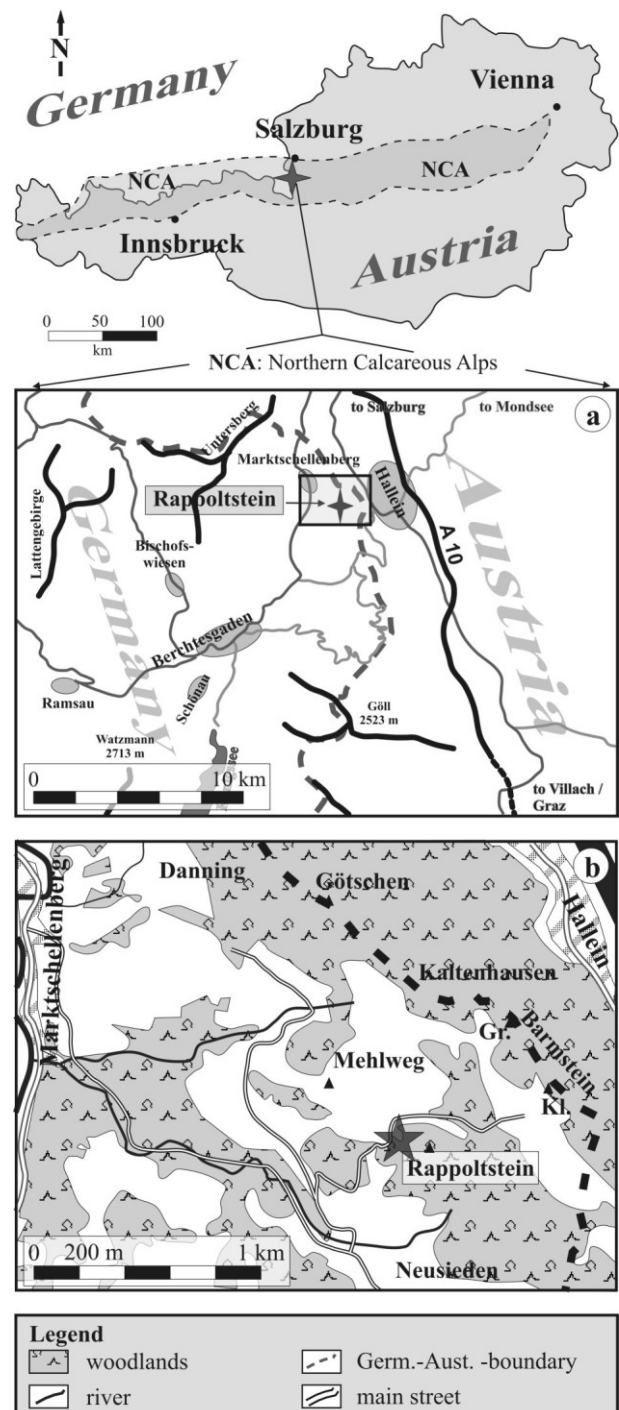 N
Germany
Vienna
Salzburg
NCA
NCA
Innsbruck
Austria
0 50 100
km
NCA: Northern Calcareous Alps
a
to Salzburg
to Mondsee
Untersberg
Marktschellenberg
Hallein
Rappoltstein
Lattengebirge
Germany
Austria
Bischofs-
wiesen
A 10
Berchtesgaden
Ramsau
Schönau
Göll
2523 m
Watzmann
2713 m
0 10 km
to Villach /
Graz
b
Danning
Götschen
Marktschellenberg
Hallein
Kaltenhausen
Gr.
Barmstein
Mehlweg
Kl.
Rappoltstein
0 200 m 1 km
Neusieden
Legend
woodlands
Germ.-Aust. -boundary
river
main street